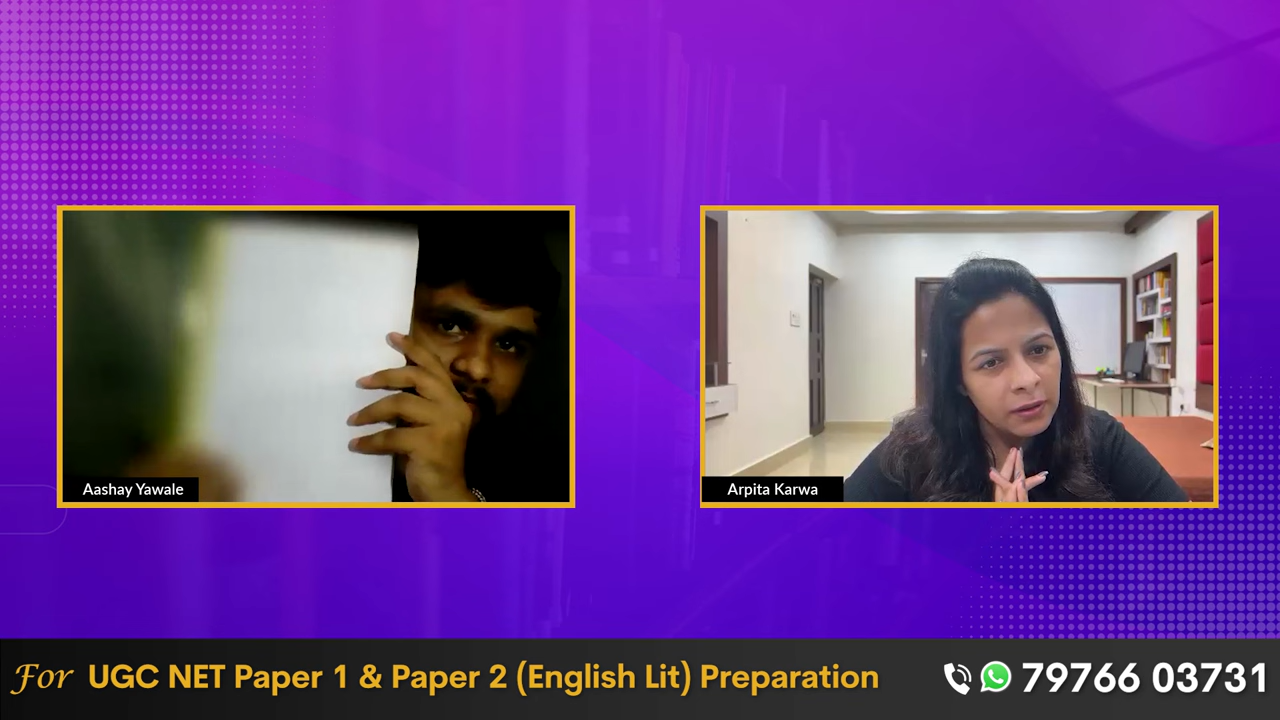 Aashay Yawale
Arpita Karwa
For UGC NET Paper 1 & Paper 2 (English Lit) Preparation
79766 03731